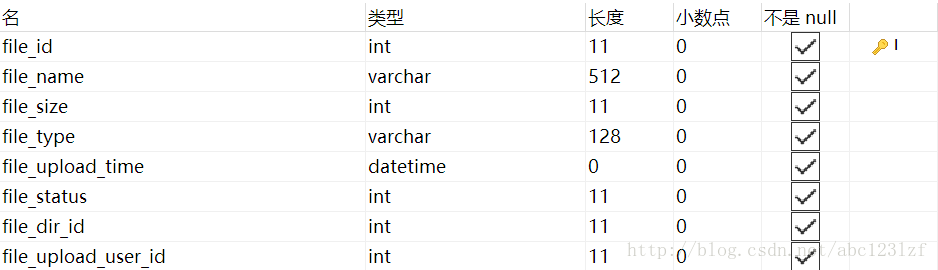 名 类型 长度 小数点 不是 null
file_id int 11 0 1
file_name varchar 512 0
file_size int 11 0
file_type varchar 128 0
file_upload_time datetime 0 0
file_status int 11 0
file_dir_id int 11 0
file_upload_user_id int 11 0
http://blog.csdn.net/abc123lzf